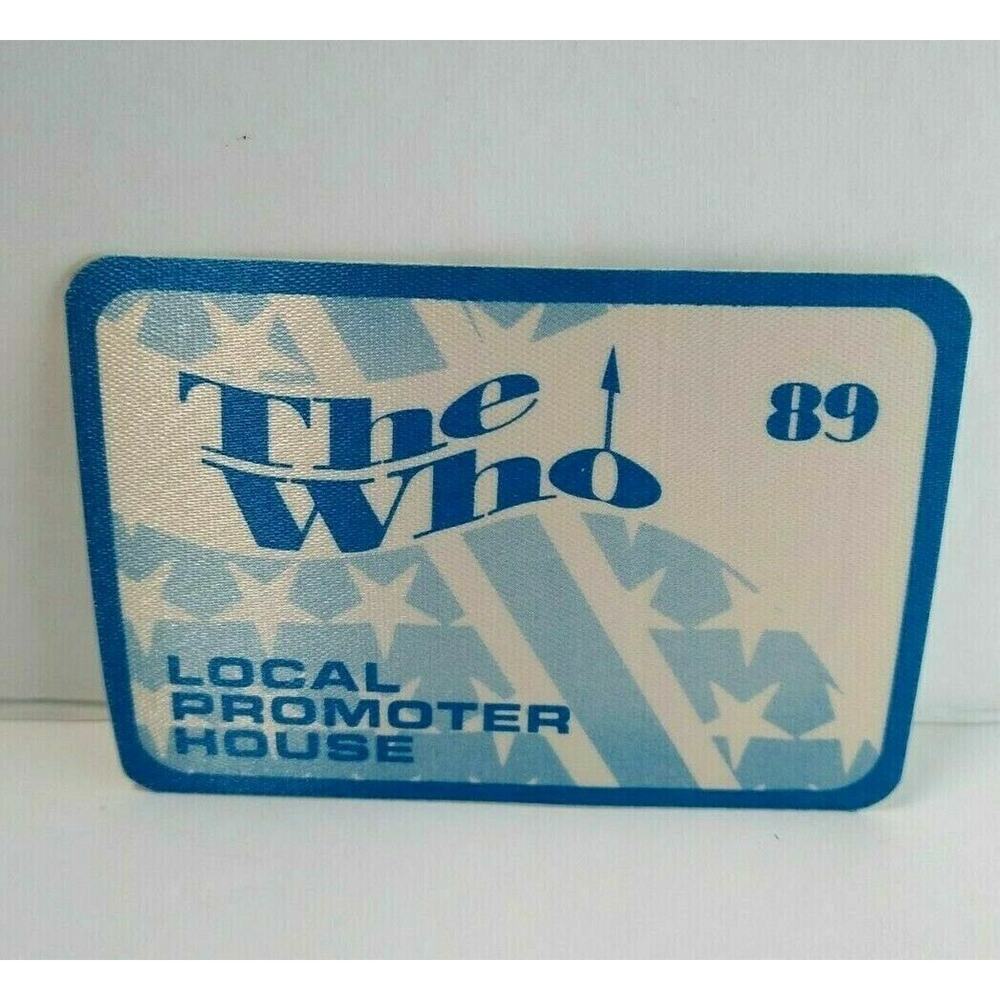 The
Who
89
LOCAL
PROMOTER
HOUSE